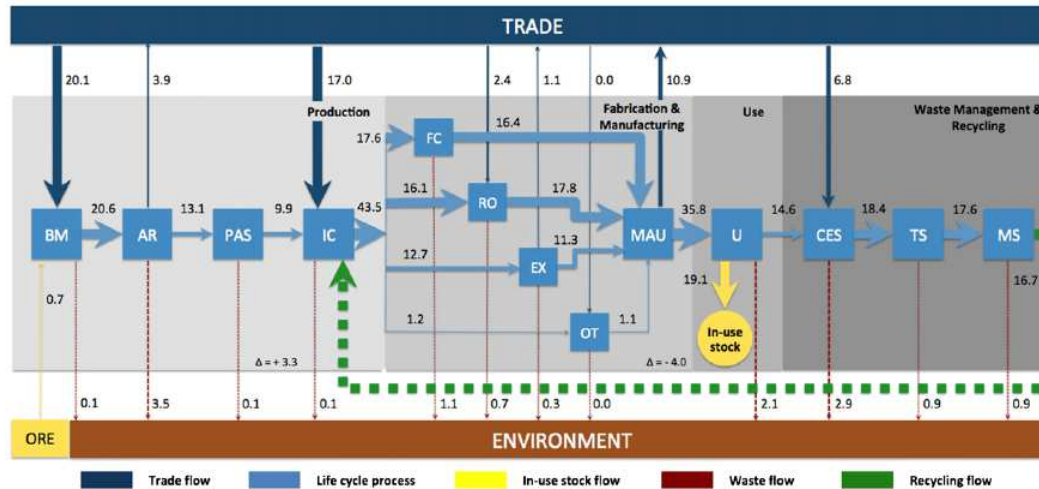 TRADE
20.1
3.9
17.0
2.4
1.1
0.0
10.9
6.8
Production
Fabrication &
Manufacturing
Use
Waste Management &
Recycling
17.6
FC
16.4
16.1
RO
17.8
BM
20.6
AR
13.1
PAS
9.9
IC
43.5
MAU
35.8
U
14.6
CES
18.4
TS
17.6
MS
12.7
EX
11.3
19.1
16.7
0.7
1.2
OT
1.1
In-use
stock
Δ = + 3.3
Δ = - 4.0
0.1
3.5
0.1
0.1
1.1
0.7
0.3
0.0
2.1
2.9
0.9
0.9
ORE
ENVIRONMENT
Trade flow
Life cycle process
In-use stock flow
Waste flow
Recycling flow